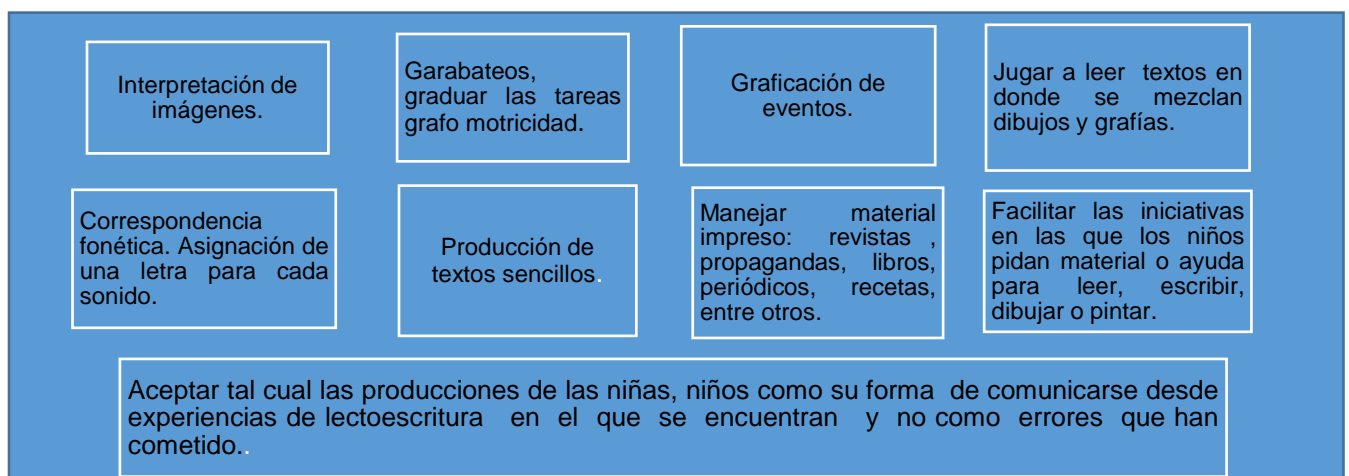 Interpretación de
imágenes.
Garabateos,
graduar las tareas
grafo motricidad.
Graficación de
eventos.
Jugar a leer textos en
donde se mezclan
dibujos y grafías.
Correspondencia
fonética. Asignación de
una letra para cada
sonido.
Producción de
textos sencillos.
Manejar material
impreso: revistas ,
propagandas, libros,
periódicos, recetas,
entre otros.
Facilitar las iniciativas
en las que los niños
pidan material o ayuda
para leer, escribir,
dibujar o pintar.
Aceptar tal cual las producciones de las niñas, niños como su forma de comunicarse desde
experiencias de lectoescritura en el que se encuentran y no como errores que han
cometido..